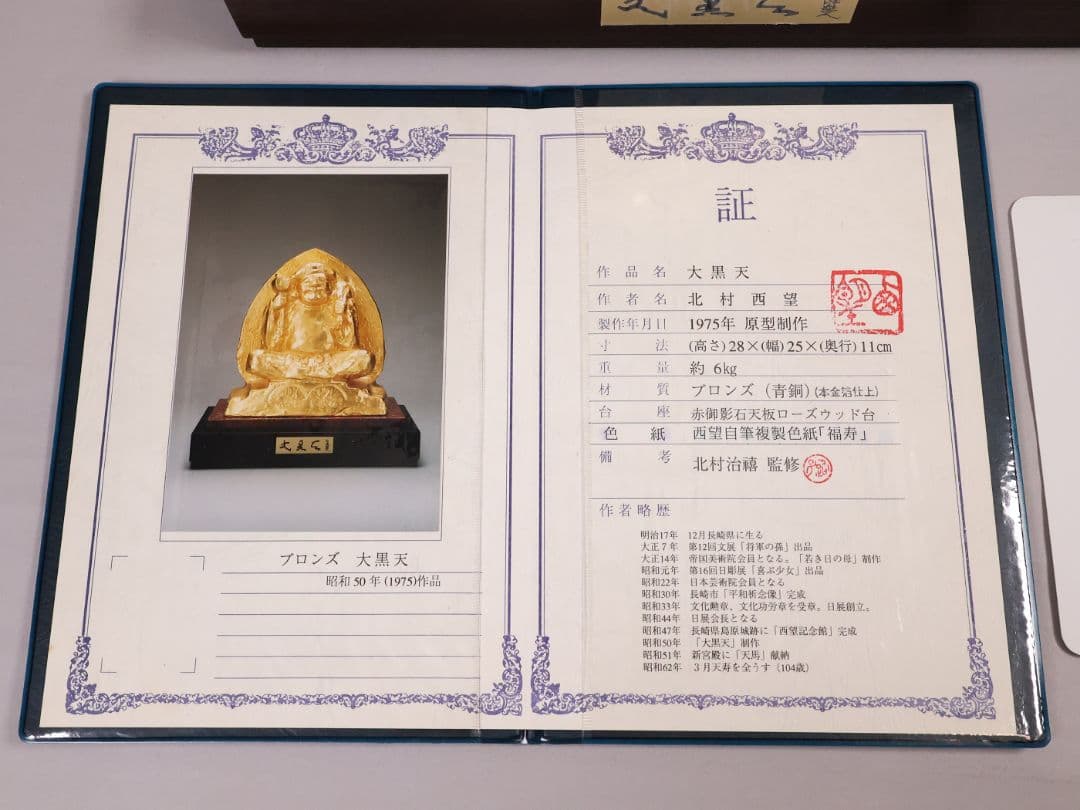 大黒天
ブロンズ 大黒天
昭和50年(1975)作品
証
作品名 大黒天
作者名 北村西望
製作年月日 1975年 原型制作
寸法 (高さ)28×(幅)25×(奥行)11cm
重量 約6kg
材質 ブロンズ(青銅)(本金箔仕上)
台座 赤御影石天板ローズウッド台
色紙 西望自筆複製色紙「福寿」
備考 北村治禧 監修
作者略歴
明治17年 12月長崎県に生る
大正7年 第12回文展「将軍の孫」出品
大正14年 帝国美術院会員となる。「若き日の母」制作
昭和元年 第16回日彫展「喜ぶ少女」出品
昭和22年 日本芸術院会員となる
昭和30年 長崎市「平和祈念像」完成
昭和33年 文化勲章、文化功労章を受章。日展創立。
昭和44年 日展会長となる
昭和47年 長崎県島原城跡に「西望記念館」完成
昭和50年 「大黒天」制作
昭和51年 新宮殿に「天馬」献納
昭和62年 3月天寿を全うす(104歳)